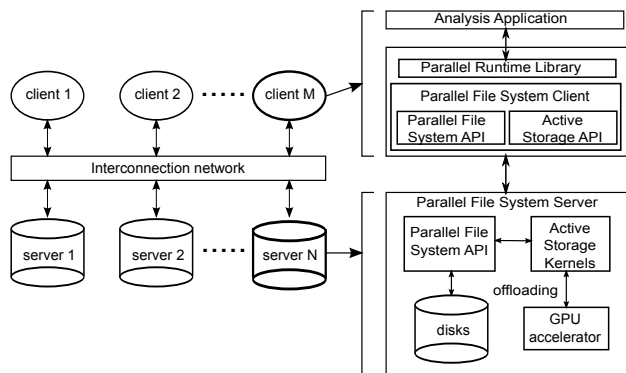 Analysis Application
Parallel Runtime Library
Parallel File System Client
Parallel File
System API
Active
Storage API
client 1
client 2
client M
Interconnection network
server 1
server 2
server N
Parallel File System Server
Parallel File
System API
Active
Storage
Kernels
offloading
disks
GPU
accelerator